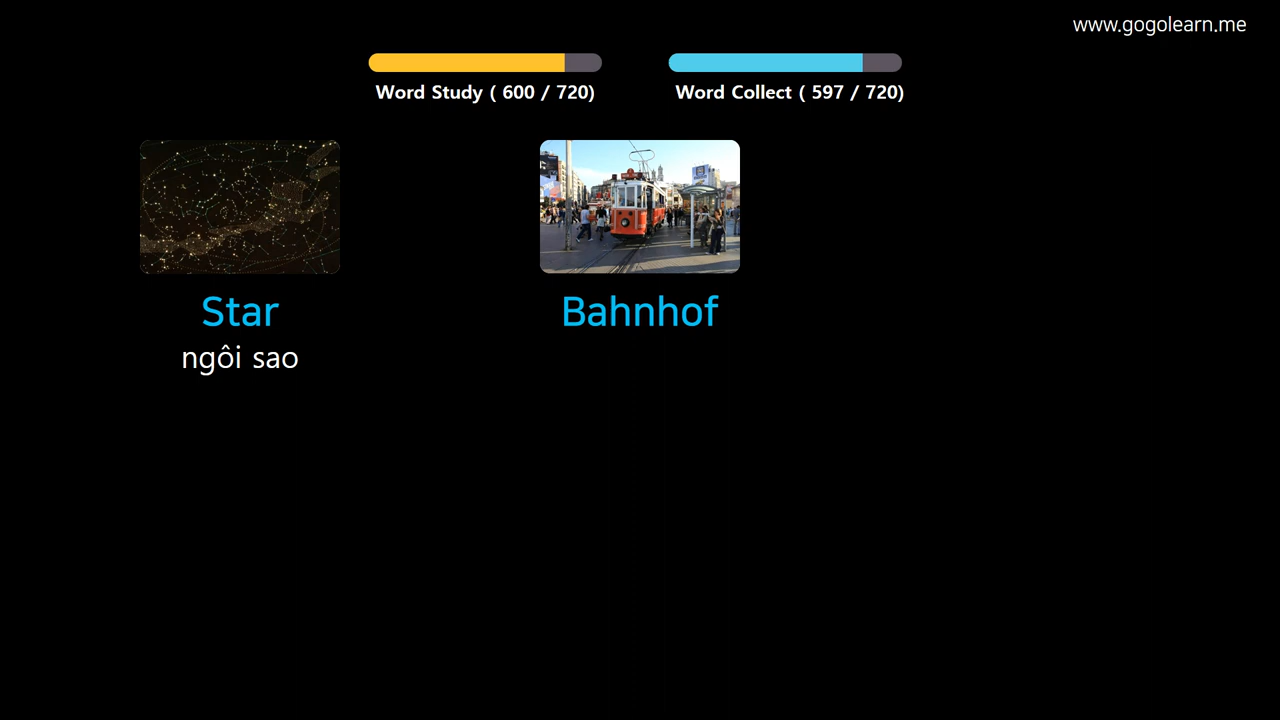 www.gogolearn.me
Word Study ( 600 / 720)
Word Collect ( 597 / 720)
Star
ngôi sao
Bahnhof